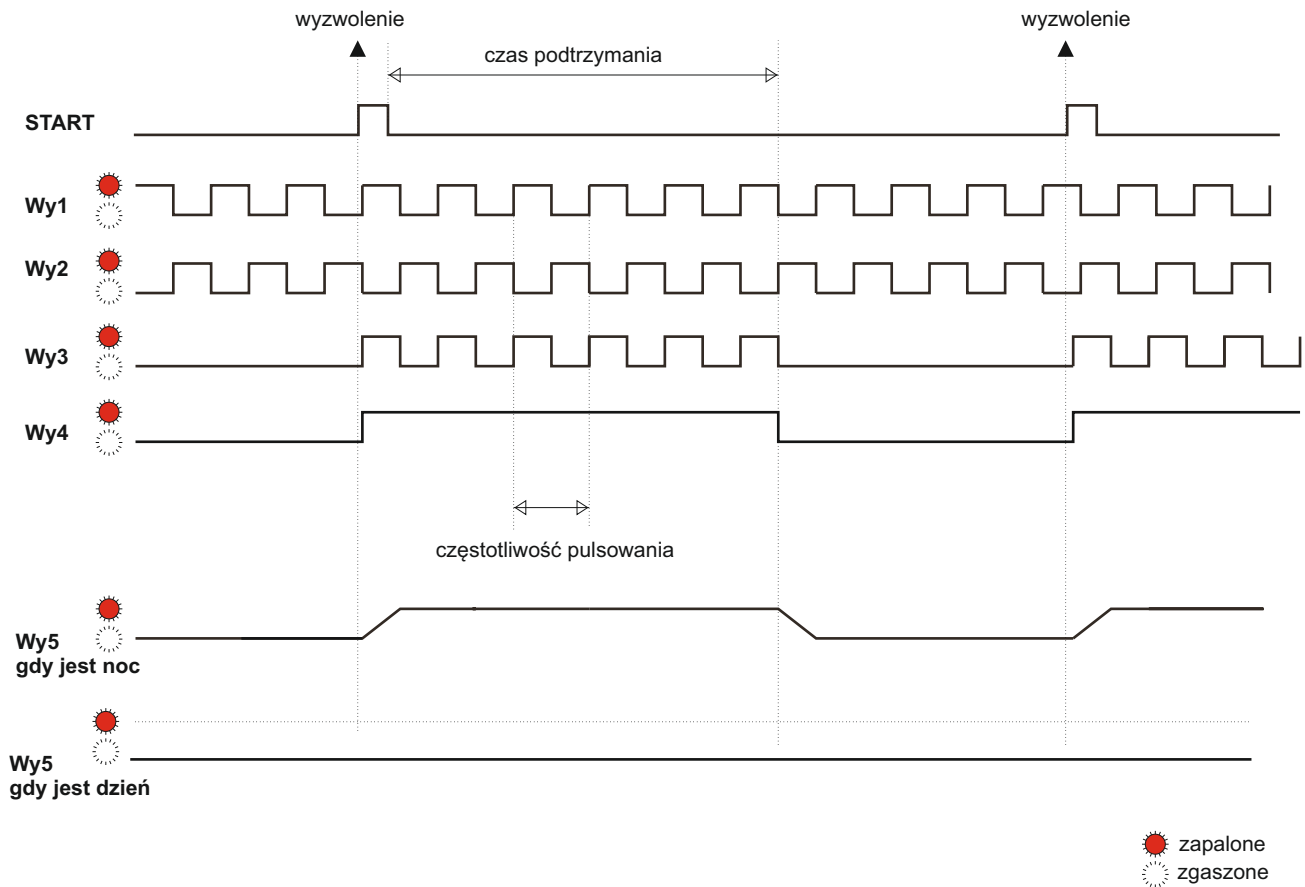 wyzwolenie
wyzwolenie
czas podtrzymania
START
Wy1
Wy2
Wy3
Wy4
częstotliwość pulsowania
Wy5
gdy jest noc
Wy5
gdy jest dzień
zapalone
zgaszone